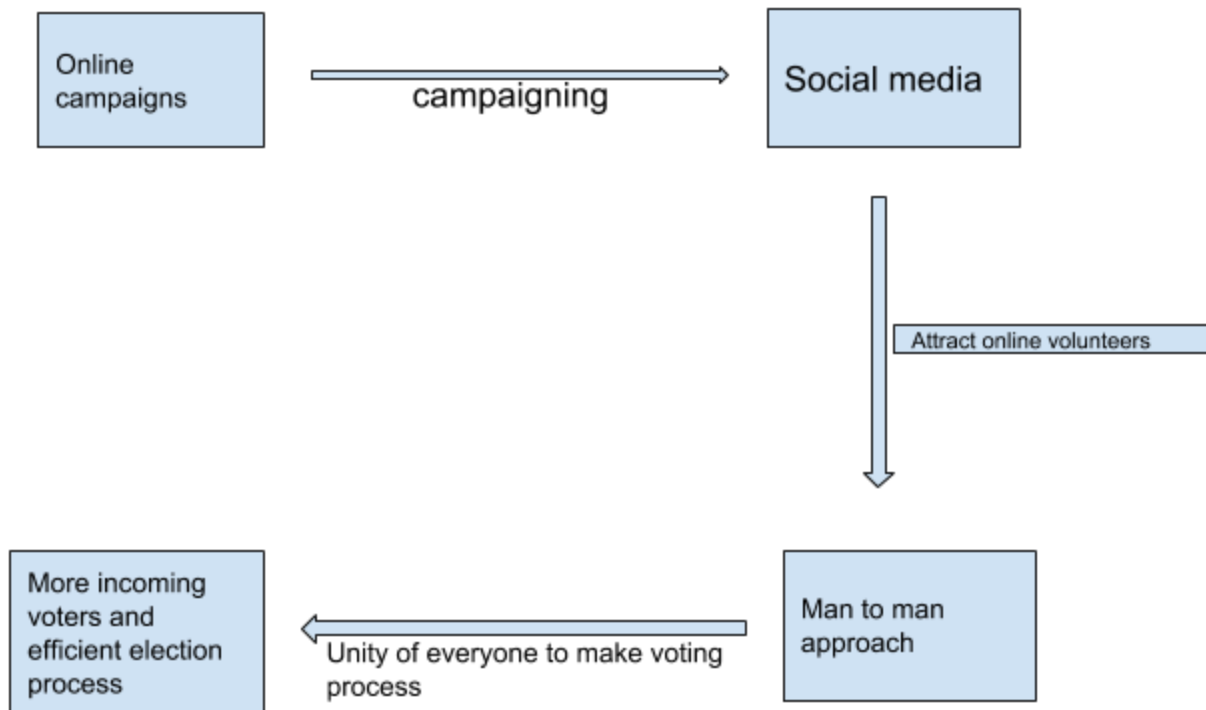 Online
campaigns
campaigning
Social media
Attract online volunteers
Man to man
approach
Unity of everyone to make voting
process
More incoming
voters and
efficient election
process